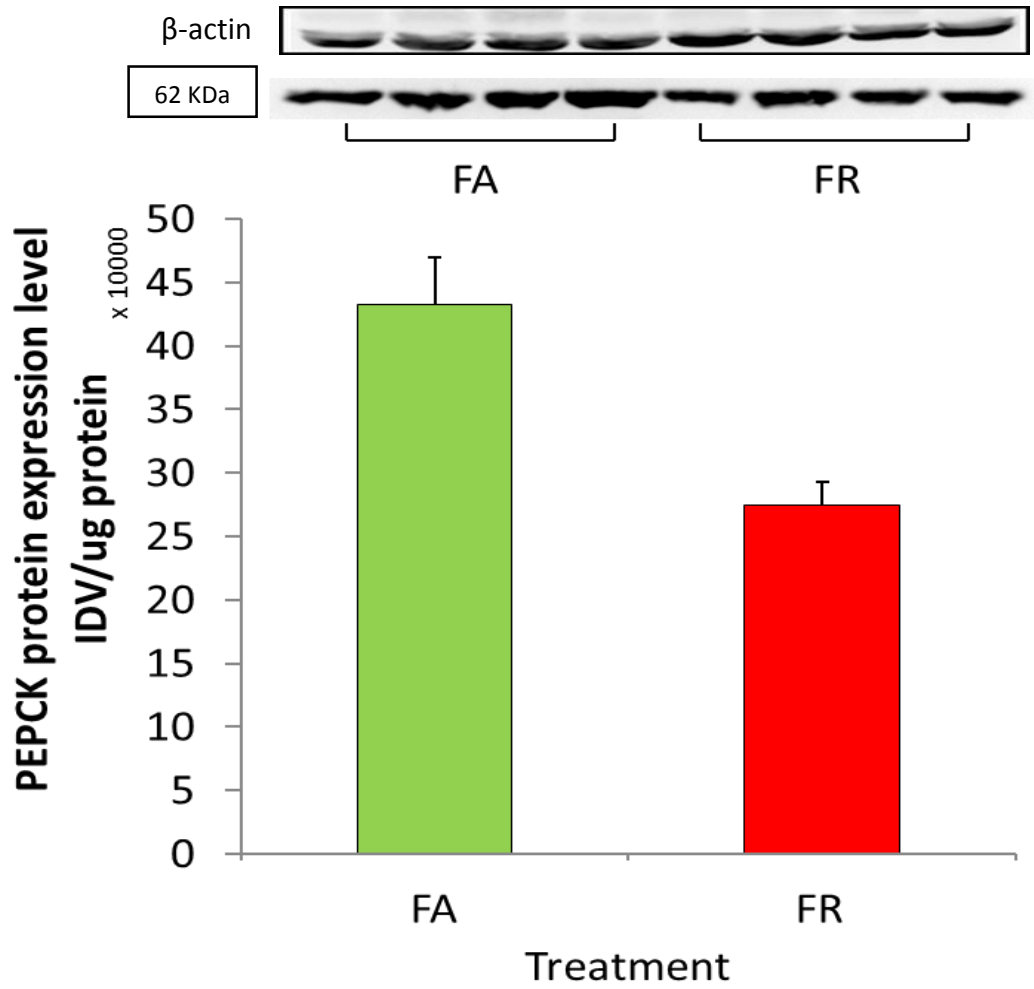 β-actin
62 KDa
FA
FR
PEPCK protein expression level
IDV/ug protein
x 10000
50
45
40
35
30
25
20
15
10
5
0
FA
FR
Treatment